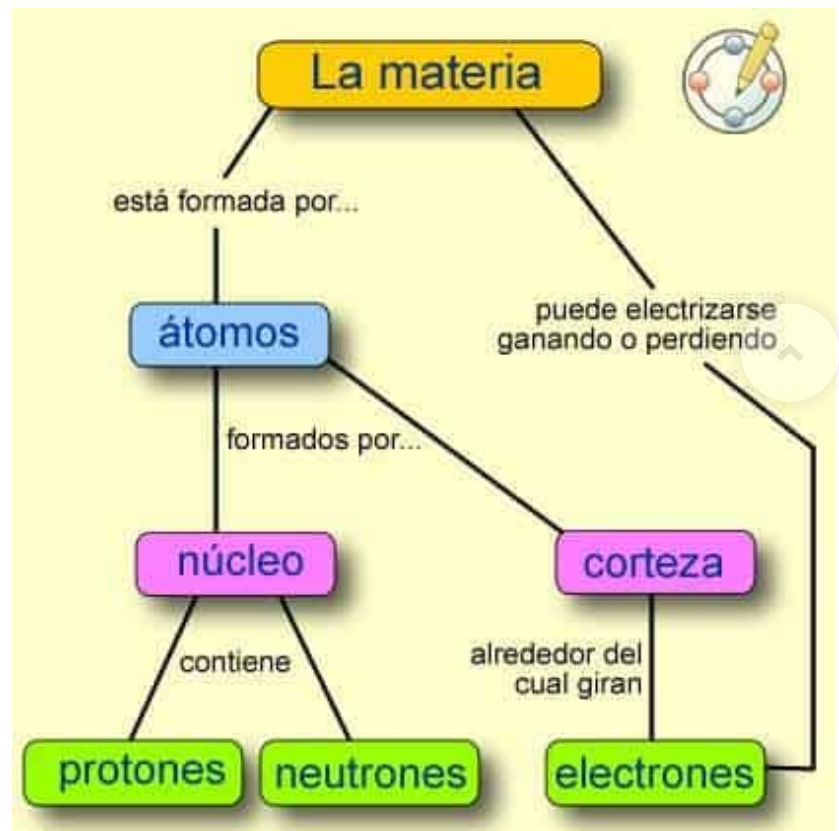 La materia
está formada por...
puede electrizarse
ganando o perdiendo
átomos
formados por...
núcleo
corteza
contiene
alrededor del
cual giran
protones
neutrones
electrones